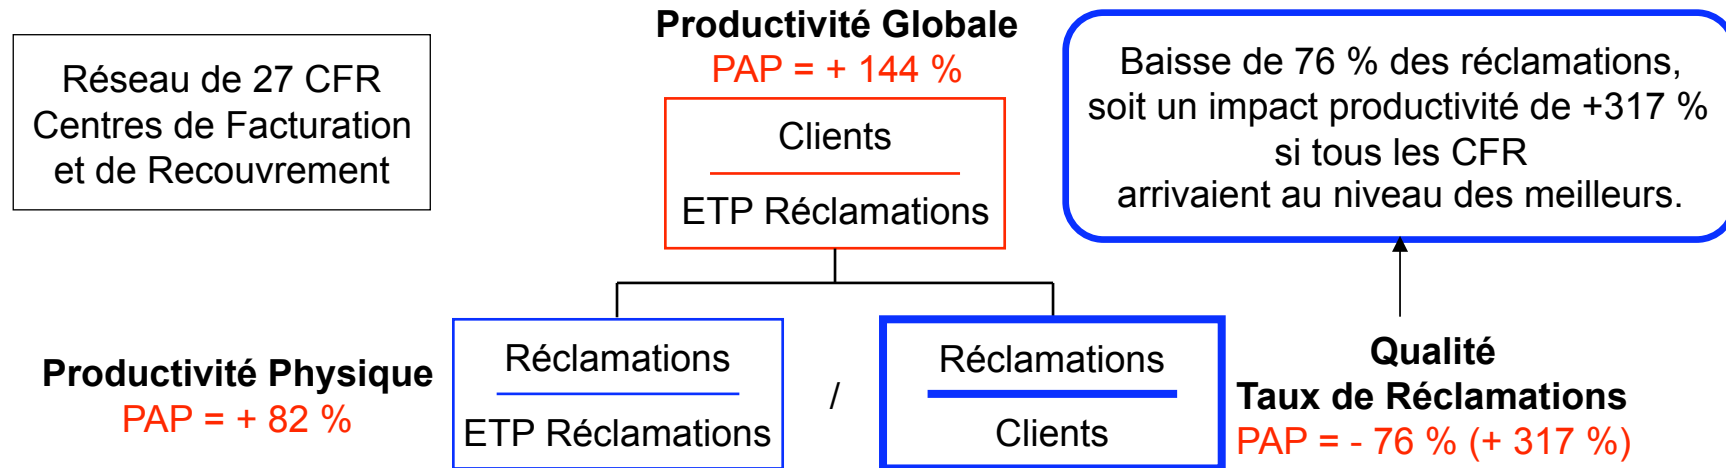 Réseau de 27 CFR
Centres de Facturation
et de Recouvrement
Productivité Globale
PAP = + 144 %
Clients
ETP Réclamations
Baisse de 76 % des réclamations,
soit un impact productivité de +317 %
si tous les CFR
arrivaient au niveau des meilleurs.
Productivité Physique
PAP = + 82 %
Réclamations
ETP Réclamations
/
Réclamations
Clients
Qualité
Taux de Réclamations
PAP = - 76 % (+ 317 %)